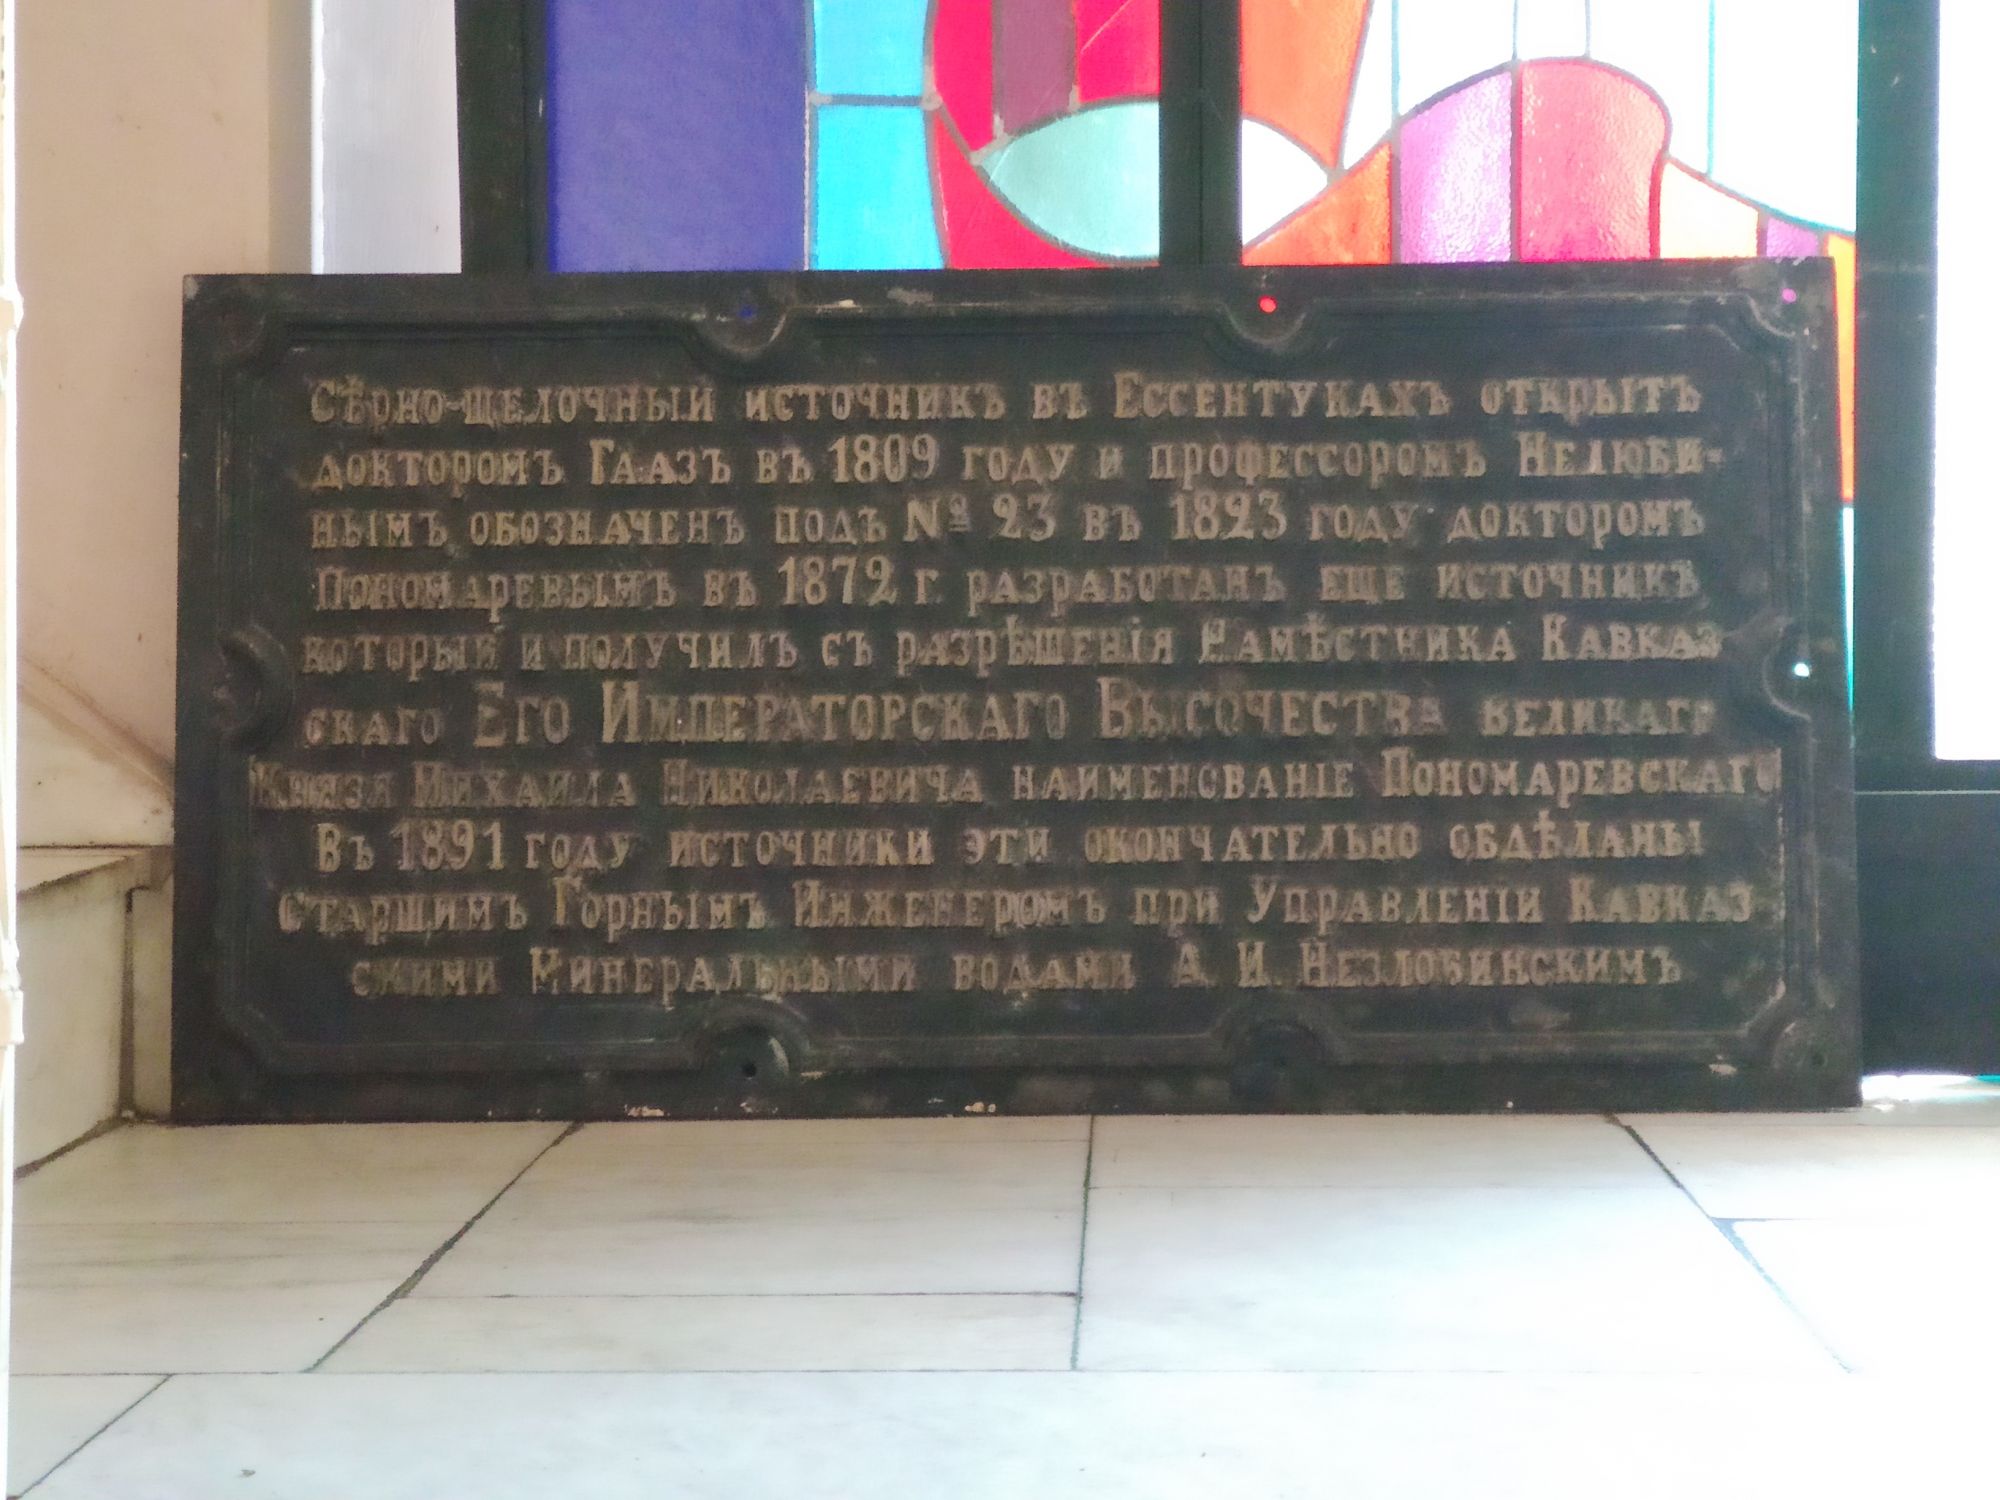 Сѣрно-щелочный источникъ въ Ессентукахъ открытъ
докторомъ Гаазъ въ 1809 году и профессоромъ Нелюби-
нымъ обозначенъ подъ № 23 въ 1823 году докторомъ
Пономаревымъ въ 1872 г. разработанъ еще источникъ
который и получилъ съ разрѣшенія Намѣстника Кавказ-
скаго Его Императорскаго Высочества великаго
Князя Михаила Николаевича наименованіе Пономаревскаго
Въ 1891 году источники эти окончательно обдѣланы
старшимъ Горнымъ Инженеромъ при Управленіи Кавказ
скими Минеральными водами А. И. Незлобинскимъ